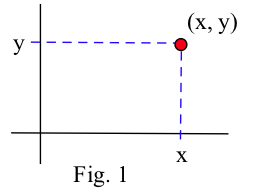 (x, y)
y
x
Fig. 1